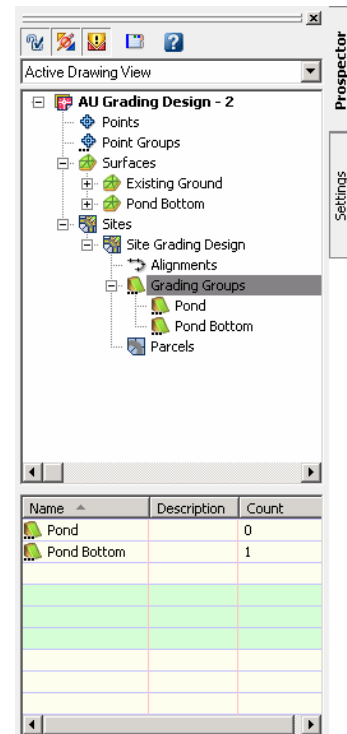 Prospector
Settings
Active Drawing View
AU Grading Design - 2
Points
Point Groups
Surfaces
Existing Ground
Pond Bottom
Sites
Site Grading Design
Alignments
Grading Groups
Pond
Pond Bottom
Parcels
Name Description Count
Pond 0
Pond Bottom 1